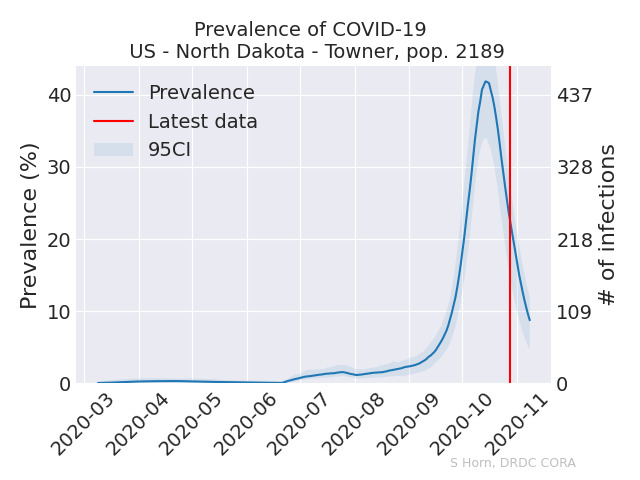 Prevalence of COVID-19
US - North Dakota - Towner, pop. 2189
Prevalence
Latest data
95CI
Prevalence (%)
40
30
20
10
0
437
328
218
109
0
# of infections
2020-03
2020-04
2020-05
2020-06
2020-07
2020-08
2020-09
2020-10
2020-11
S Horn, DRDC CORA